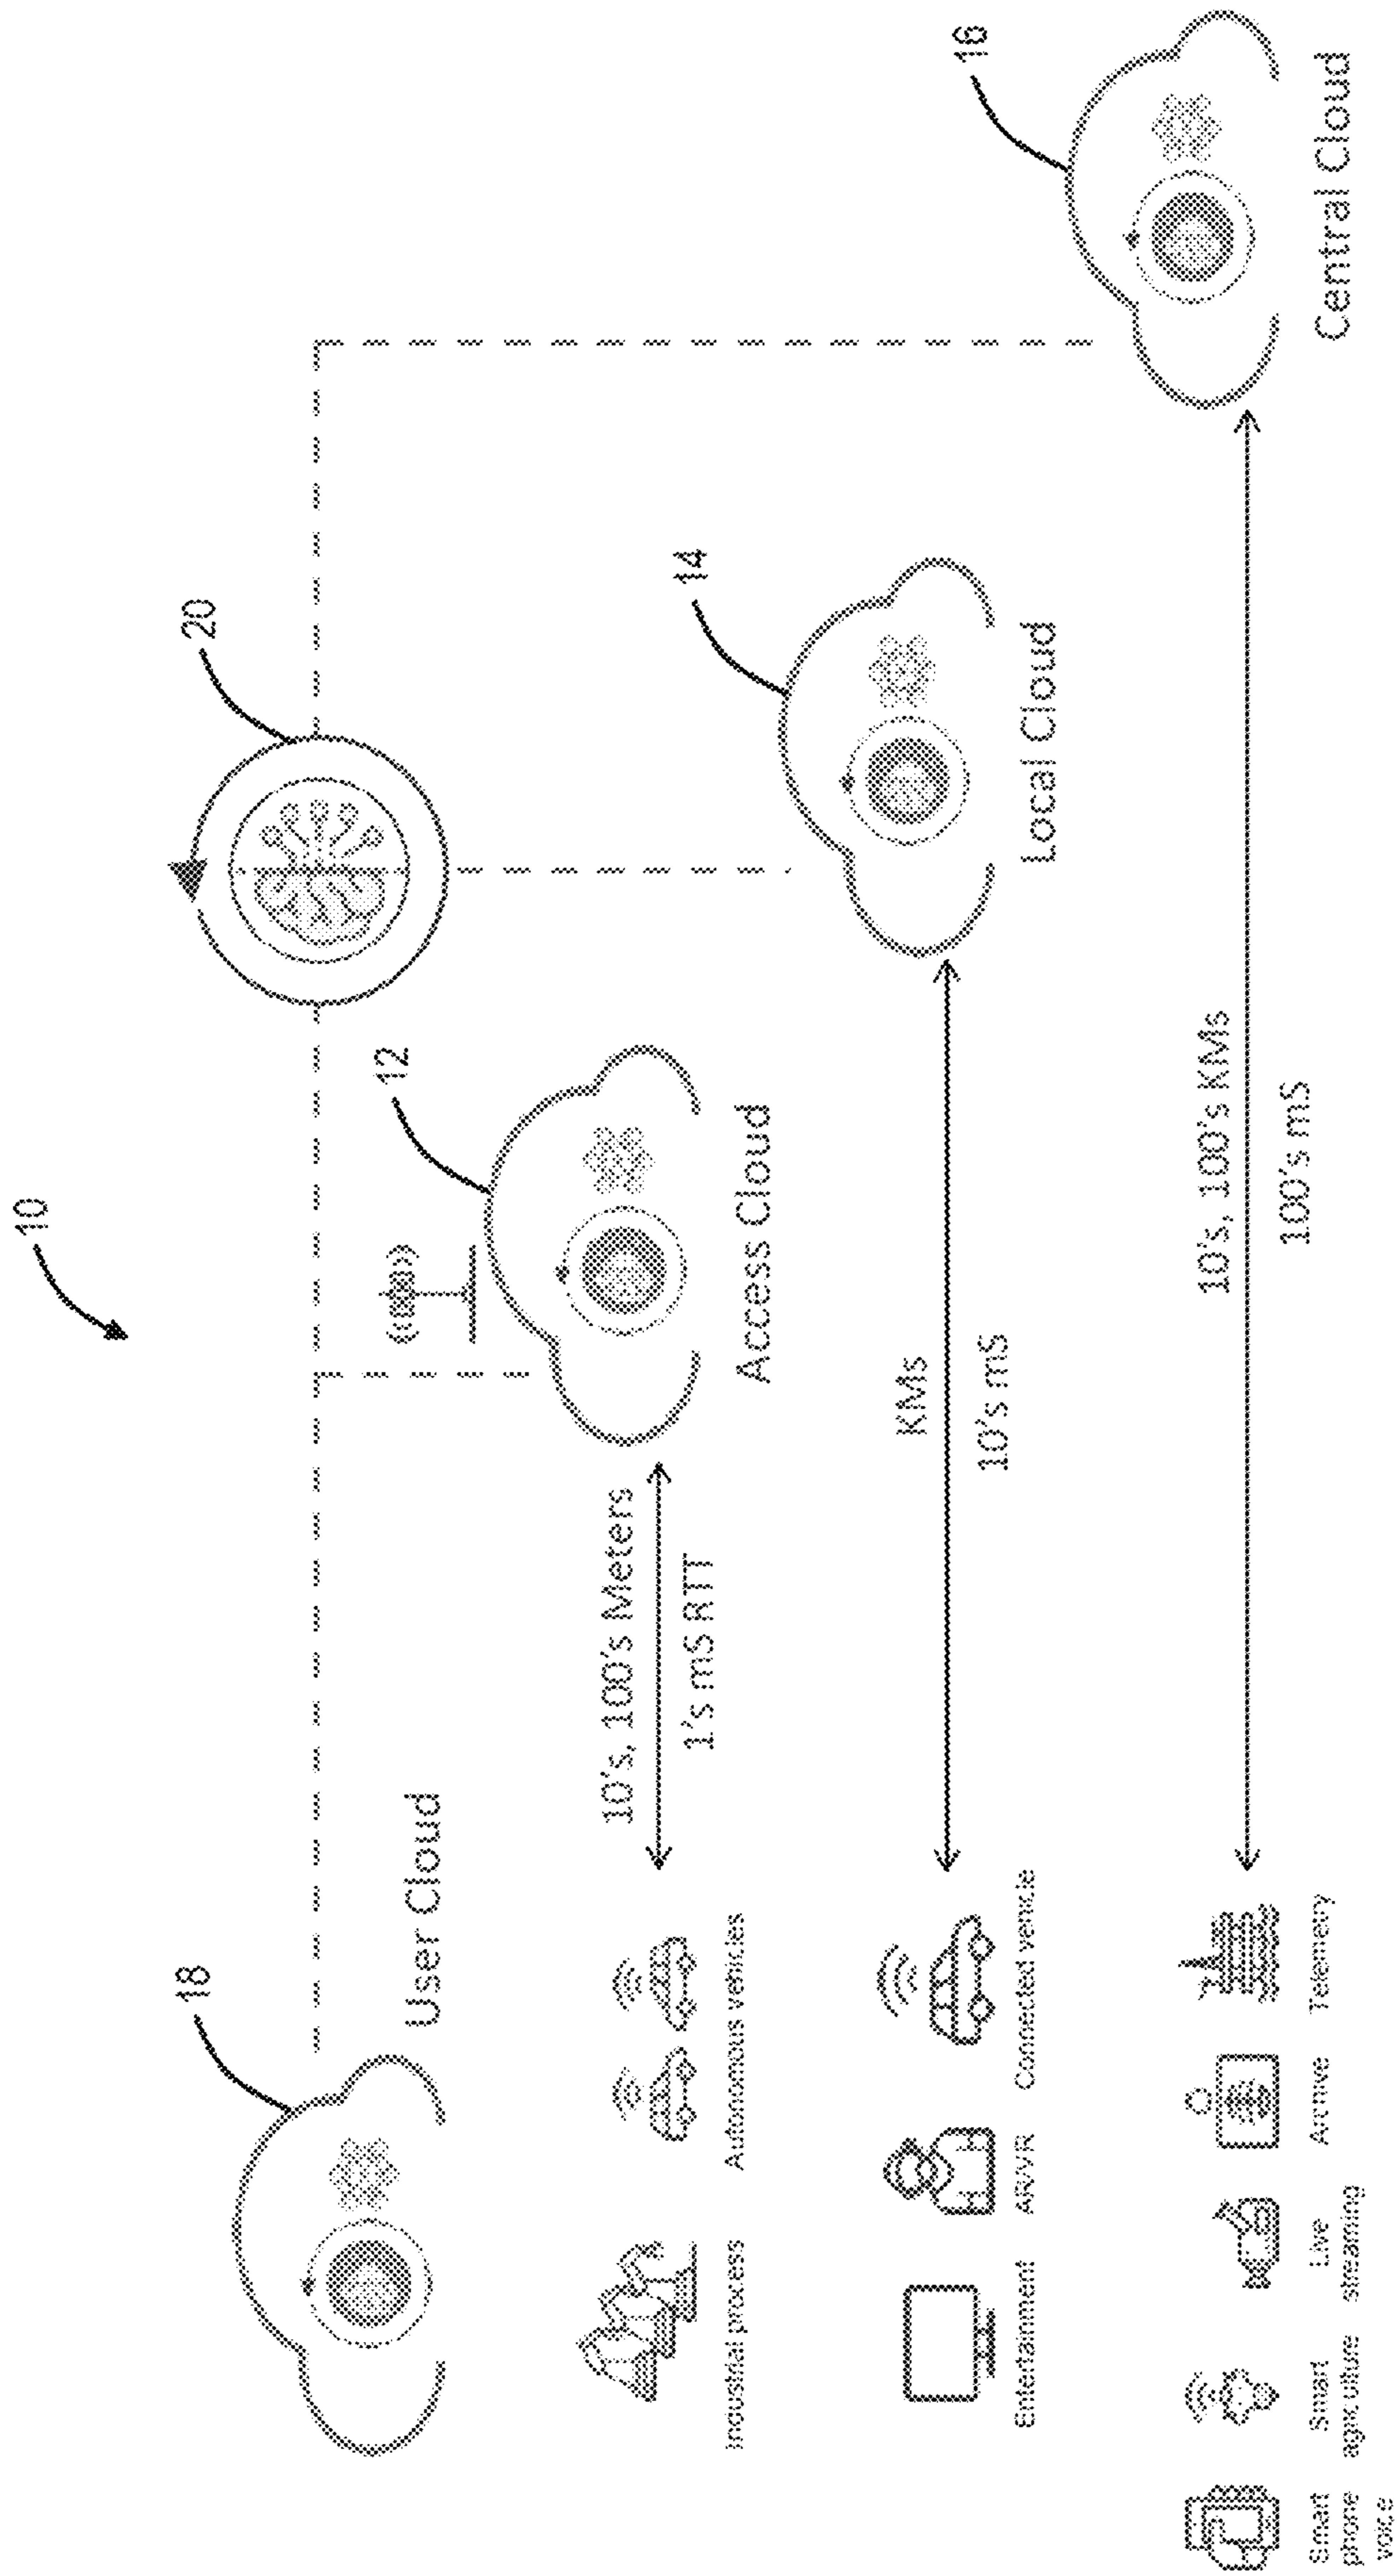 10
20
18
User Cloud
12
10's, 100's Meters
1's mS RTT
Access Cloud
Industrial process
Autonomous vehicles
14
KMs
10's mS
Local Cloud
Entertainment
AR/VR
Connected vehicle
16
10's, 100's KMs
100's mS
Central Cloud
Smart
phone
voice
Smart
agriculture
Live
streaming
Archive
Telemetry